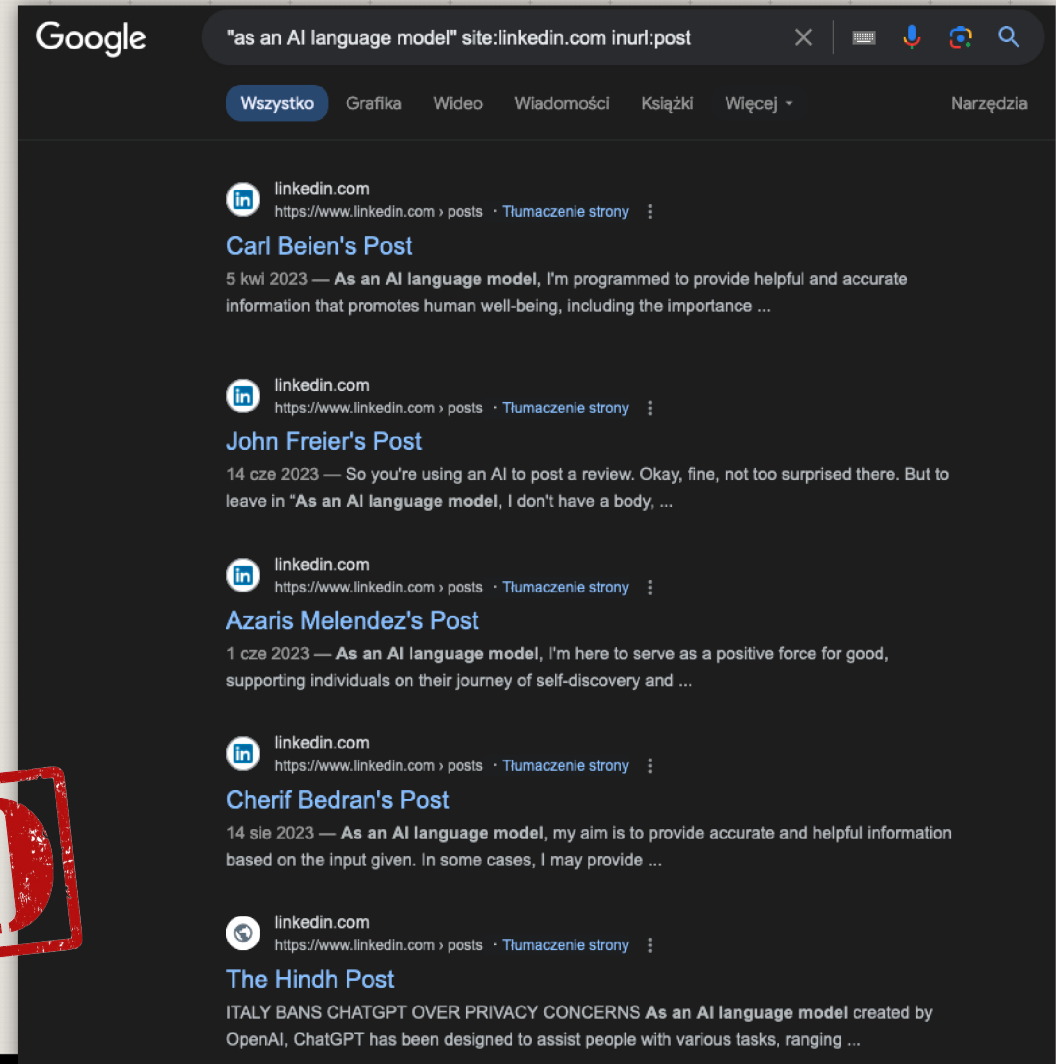 Google
"as an AI language model" site:linkedin.com inurl:post
Wszystko Grafika Wideo Wiadomości Książki Więcej Narzędzia
linkedin.com
https://www.linkedin.com › posts · Tłumaczenie strony
Carl Beien's Post
5 kwi 2023 — As an AI language model, I'm programmed to provide helpful and accurate
information that promotes human well-being, including the importance ...
linkedin.com
https://www.linkedin.com › posts · Tłumaczenie strony
John Freier's Post
14 cze 2023 — So you're using an AI to post a review. Okay, fine, not too surprised there. But to
leave in “As an AI language model, I don't have a body, ...
linkedin.com
https://www.linkedin.com › posts · Tłumaczenie strony
Azaris Melendez's Post
1 cze 2023 — As an AI language model, I'm here to serve as a positive force for good,
supporting individuals on their journey of self-discovery and ...
linkedin.com
https://www.linkedin.com › posts · Tłumaczenie strony
Cherif Bedran's Post
14 sie 2023 — As an AI language model, my aim is to provide accurate and helpful information
based on the input given. In some cases, I may provide ...
linkedin.com
https://www.linkedin.com › posts · Tłumaczenie strony
The Hindh Post
ITALY BANS CHATGPT OVER PRIVACY CONCERNS As an AI language model created by
OpenAI, ChatGPT has been designed to assist people with various tasks, ranging ...